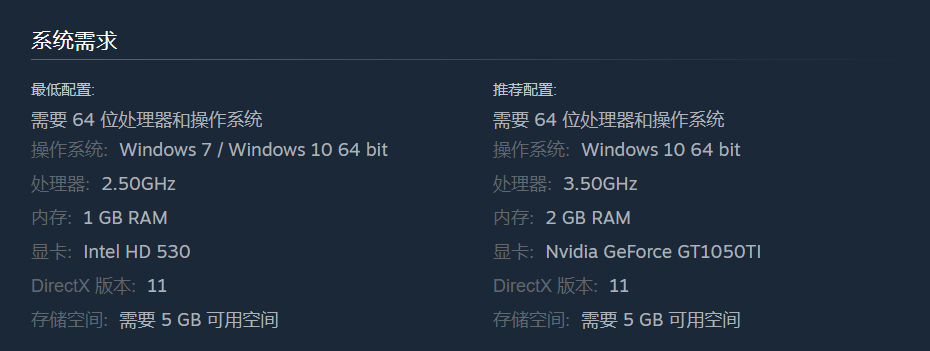 系统需求
最低配置:
需要 64 位处理器和操作系统
操作系统: Windows 7 / Windows 10 64 bit
处理器: 2.50GHz
内存: 1 GB RAM
显卡: Intel HD 530
DirectX 版本: 11
存储空间: 需要 5 GB 可用空间
推荐配置:
需要 64 位处理器和操作系统
操作系统: Windows 10 64 bit
处理器: 3.50GHz
内存: 2 GB RAM
显卡: Nvidia GeForce GT1050TI
DirectX 版本: 11
存储空间: 需要 5 GB 可用空间